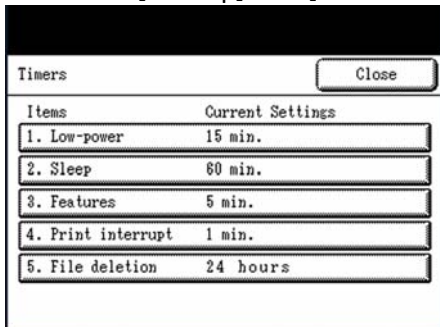 Timers Close
Items Current Settings
1. Low-power 15 min.
2. Sleep 60 min.
3. Features 5 min.
4. Print interrupt 1 min.
5. File deletion 24 hours